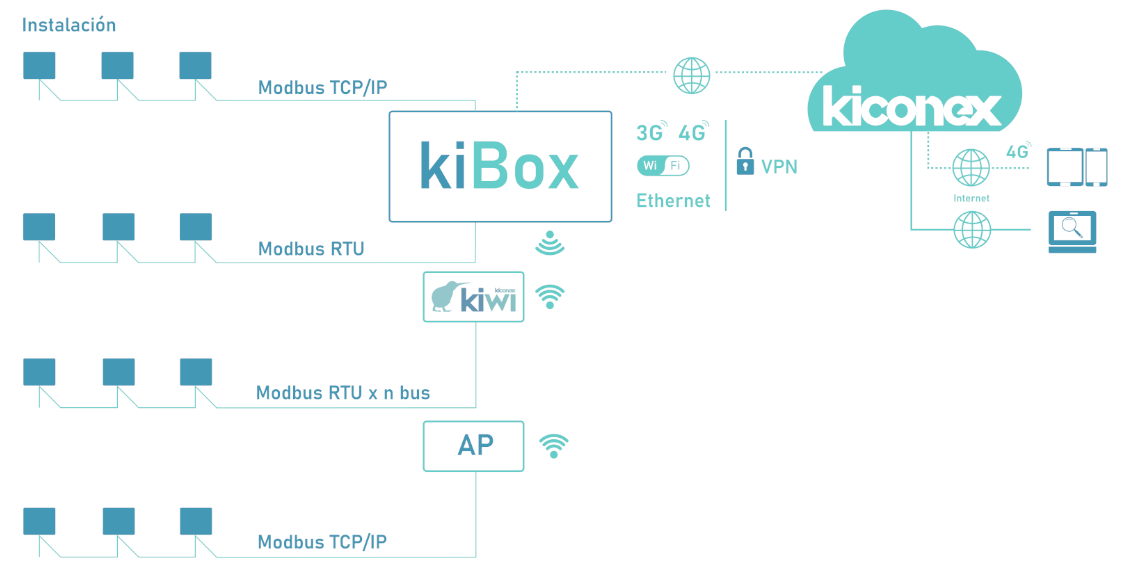 Instalación
Modbus TCP/IP
kiBox
3G 4G
Wi Fi
Ethernet
VPN
kiconex
4G
Internet
Modbus RTU
kiconex
kiwi
Modbus RTU x n bus
AP
Modbus TCP/IP